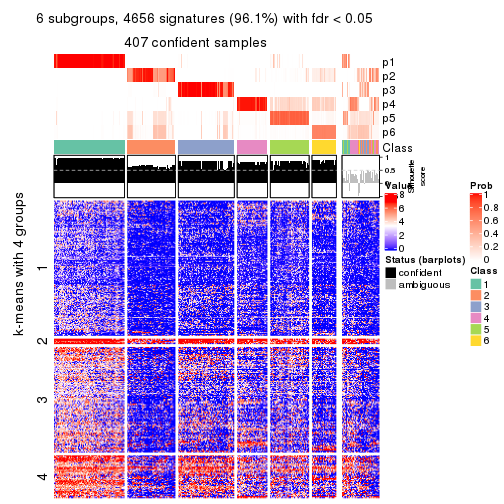 6 subgroups, 4656 signatures (96.1%) with fdr < 0.05
407 confident samples
p1
p2
p3
p4
p5
p6
Class
1
0.5
0
Silhouette
score
k-means with 4 groups
1
2
3
4
Value
8
6
4
2
0
Status (barplots)
confident
ambiguous
Prob
1
0.8
0.6
0.4
0.2
0
Class
1
2
3
4
5
6